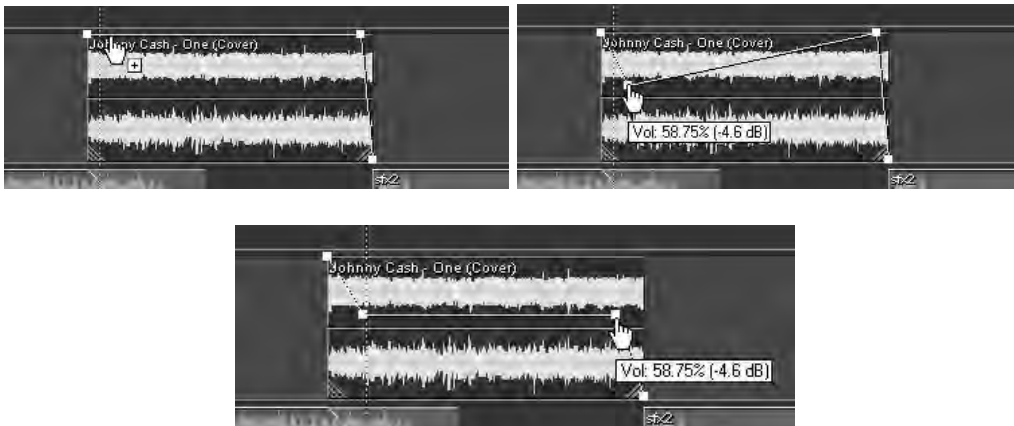 Johnny Cash - One (Cover)
sfx2
Johnny Cash - One (Cover)
Vol: 58.75% (-4.6 dB)
sfx2
Johnny Cash - One (Cover)
Vol: 58.75% (-4.6 dB)
sfx2